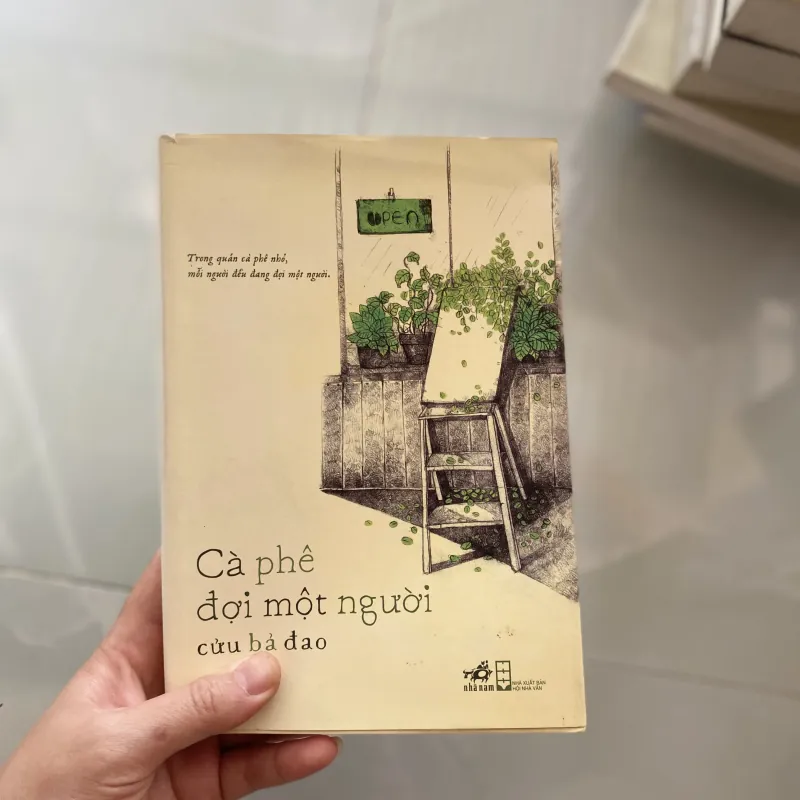 OPEN
Trong quán cà phê nhỏ,
mỗi người đều đang đợi một người.
Cà phê
đợi một người
cửu bả đao
nhã nam
NHÀ XUẤT BẢN
HỘI NHÀ VĂN